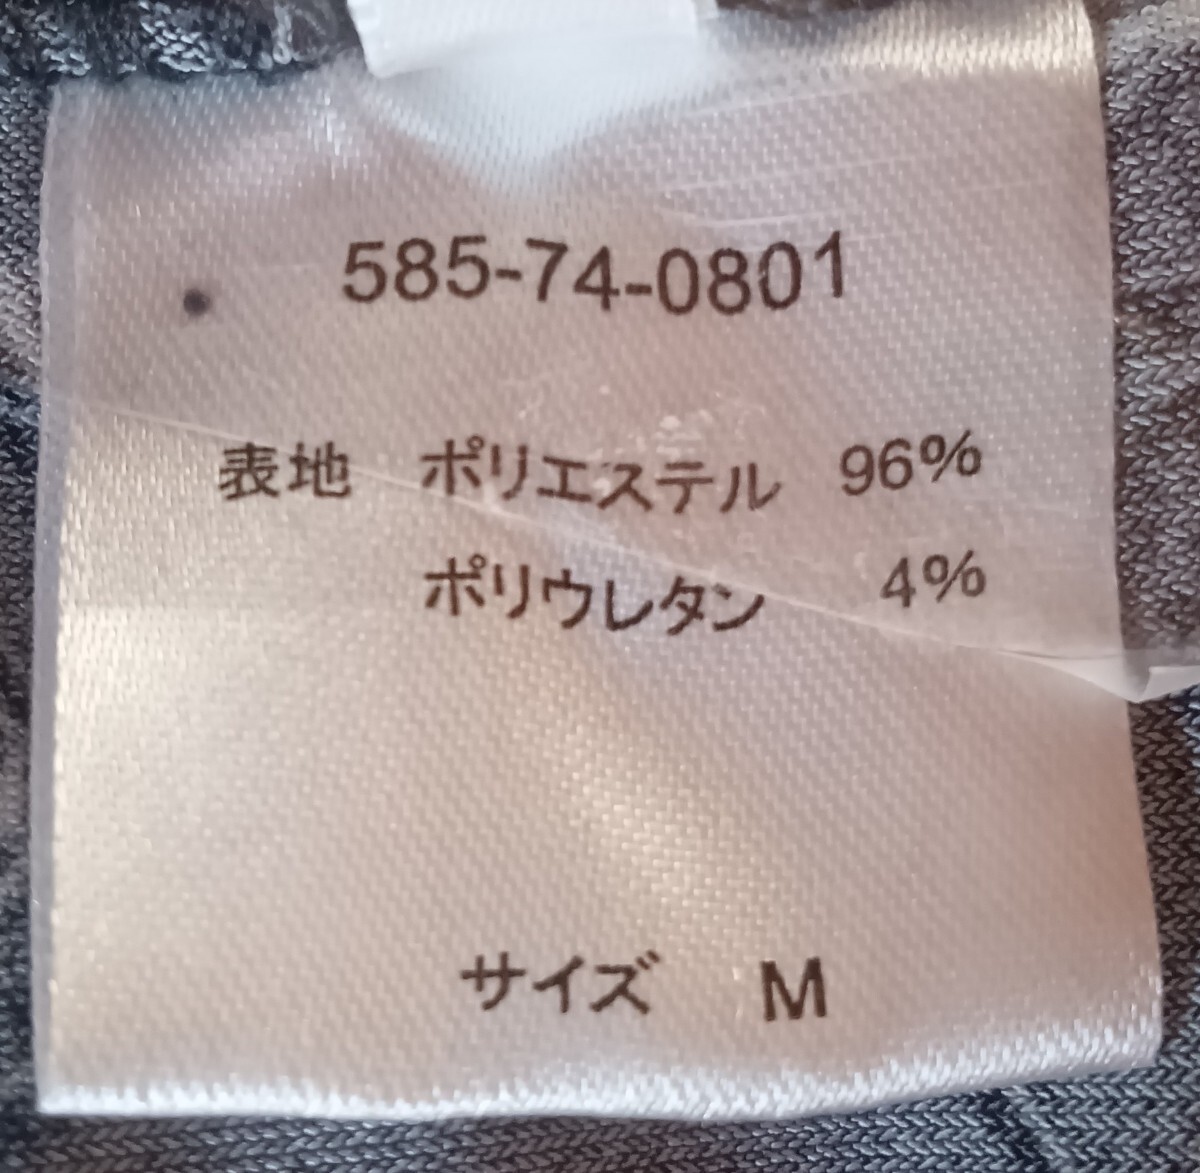 585-74-0801
表地 ポリエステル 96%
ポリウレタン 4%
サイズ M